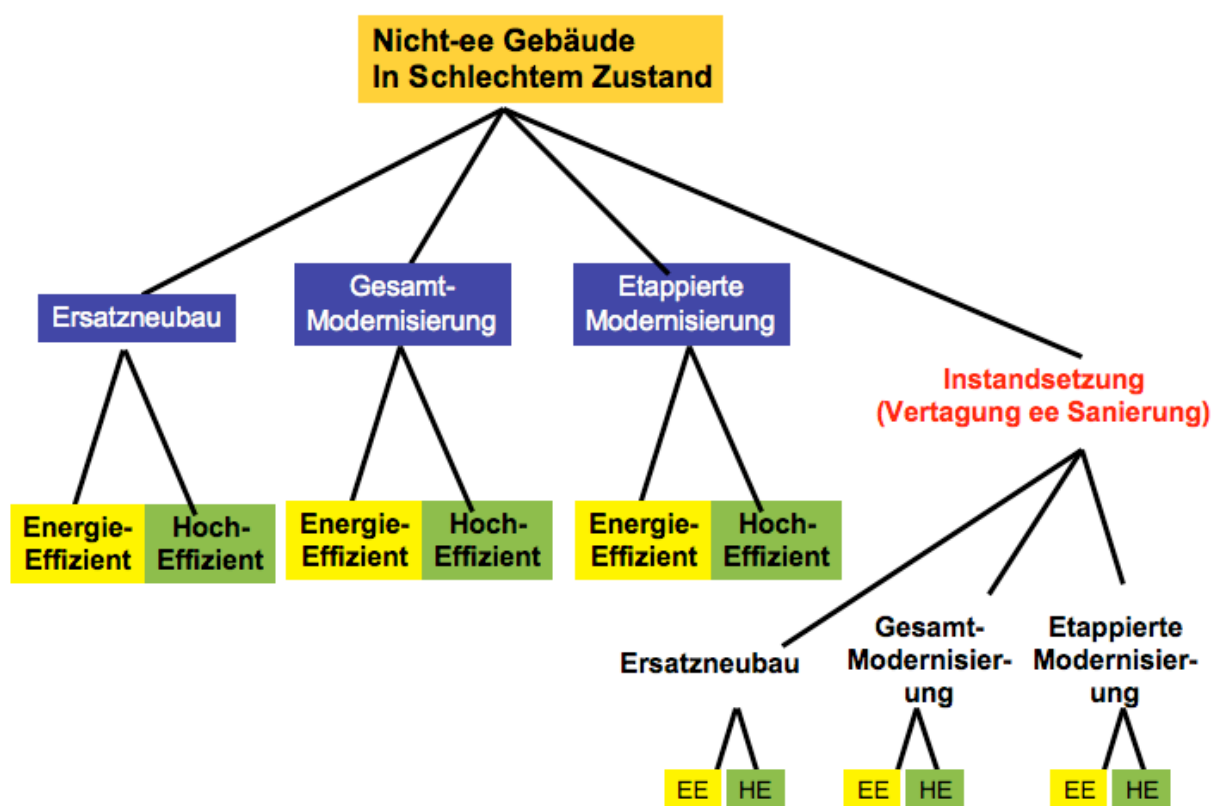 Nicht-ee Gebäude
In Schlechtem Zustand
Ersatzneubau
Gesamt-
Modernisierung
Etappierte
Modernisierung
Instandsetzung
(Vertagung ee Sanierung)
Energie-
Effizient
Hoch-
Effizient
Energie-
Effizient
Hoch-
Effizient
Energie-
Effizient
Hoch-
Effizient
Ersatzneubau
Gesamt-
Modernisier-
ung
Etappierte
Modernisier-
ung
EE
HE
EE
HE
EE
HE